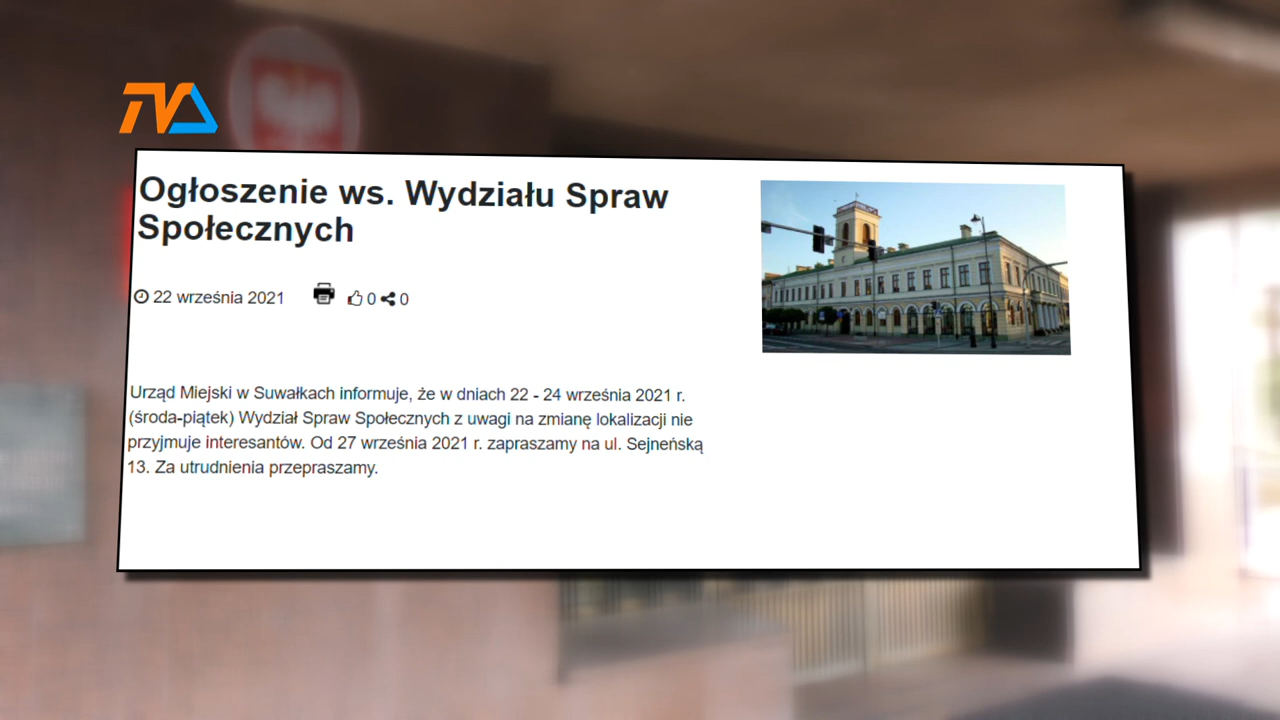 TVA
Ogłoszenie ws. Wydziału Spraw
Społecznych
22 września 2021 0 0
Urząd Miejski w Suwałkach informuje, że w dniach 22 - 24 września 2021 r.
(środa-piątek) Wydział Spraw Społecznych z uwagi na zmianę lokalizacji nie
przyjmuje interesantów. Od 27 września 2021 r. zapraszamy na ul. Sejneńską
13. Za utrudnienia przepraszamy.